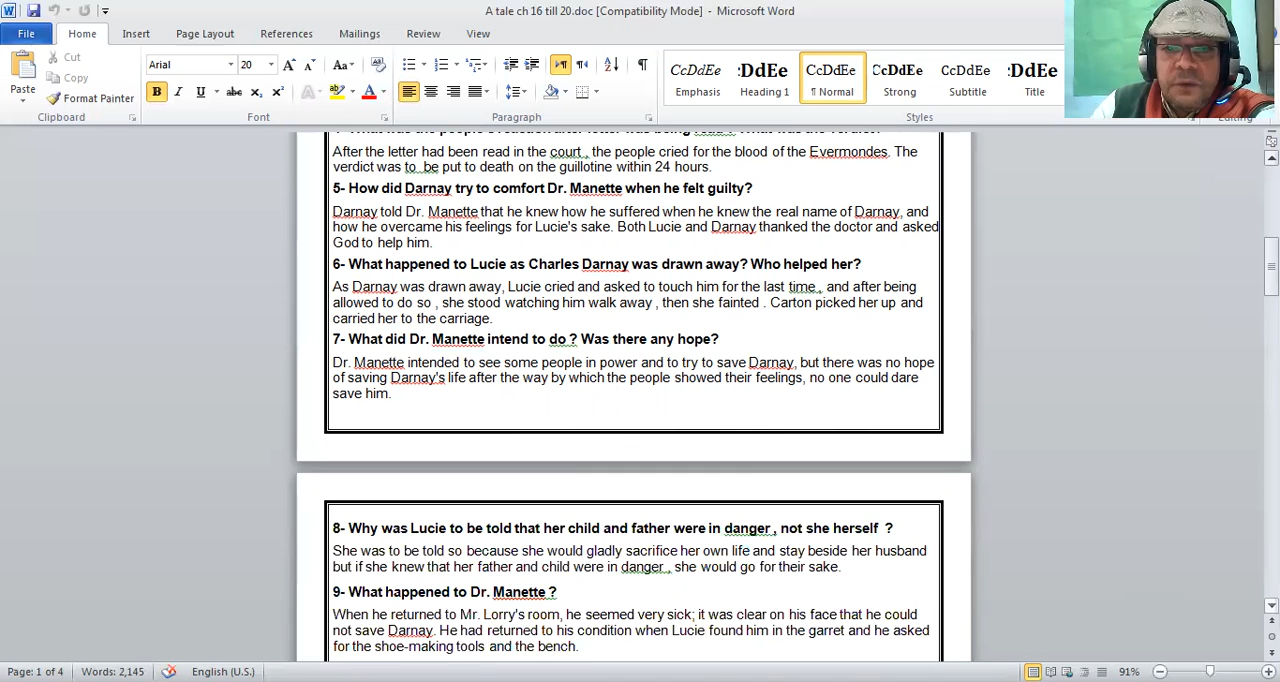 A tale ch 16 till 20.doc [Compatibility Mode] - Microsoft Word
File Home Insert Page Layout References Mailings Review View
Paste
Cut
Copy
Format Painter
Clipboard
Arial 20
Font
Paragraph
CcDdEe :DdEe CcDdEe CcDdEe CcDdEe :DdEe
Emphasis Heading 1 ¶ Normal Strong Subtitle Title
Styles
After the letter had been read in the court , the people cried for the blood of the Evermondes. The
verdict was to be put to death on the guillotine within 24 hours.
5- How did Darnay try to comfort Dr. Manette when he felt guilty?
Darnay told Dr. Manette that he knew how he suffered when he knew the real name of Darnay, and
how he overcame his feelings for Lucie's sake. Both Lucie and Darnay thanked the doctor and asked
God to help him.
6- What happened to Lucie as Charles Darnay was drawn away? Who helped her?
As Darnay was drawn away, Lucie cried and asked to touch him for the last time , and after being
allowed to do so , she stood watching him walk away , then she fainted . Carton picked her up and
carried her to the carriage.
7- What did Dr. Manette intend to do ? Was there any hope?
Dr. Manette intended to see some people in power and to try to save Darnay, but there was no hope
of saving Darnay's life after the way by which the people showed their feelings, no one could dare
save him.
8- Why was Lucie to be told that her child and father were in danger , not she herself ?
She was to be told so because she would gladly sacrifice her own life and stay beside her husband
but if she knew that her father and child were in danger , she would go for their sake.
9- What happened to Dr. Manette ?
When he returned to Mr. Lorry's room, he seemed very sick; it was clear on his face that he could
not save Darnay. He had returned to his condition when Lucie found him in the garret and he asked
for the shoe-making tools and the bench.
Page: 1 of 4 Words: 2,145 English (U.S.) 91%